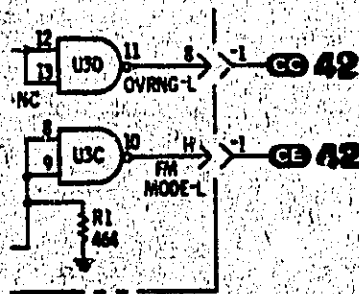 12
U3D
11
8
-1
CC 42
13
OVRNG-L
NC
8
U3C
10
H
-1
CE 42
9
FM
MODE-L
R1
464